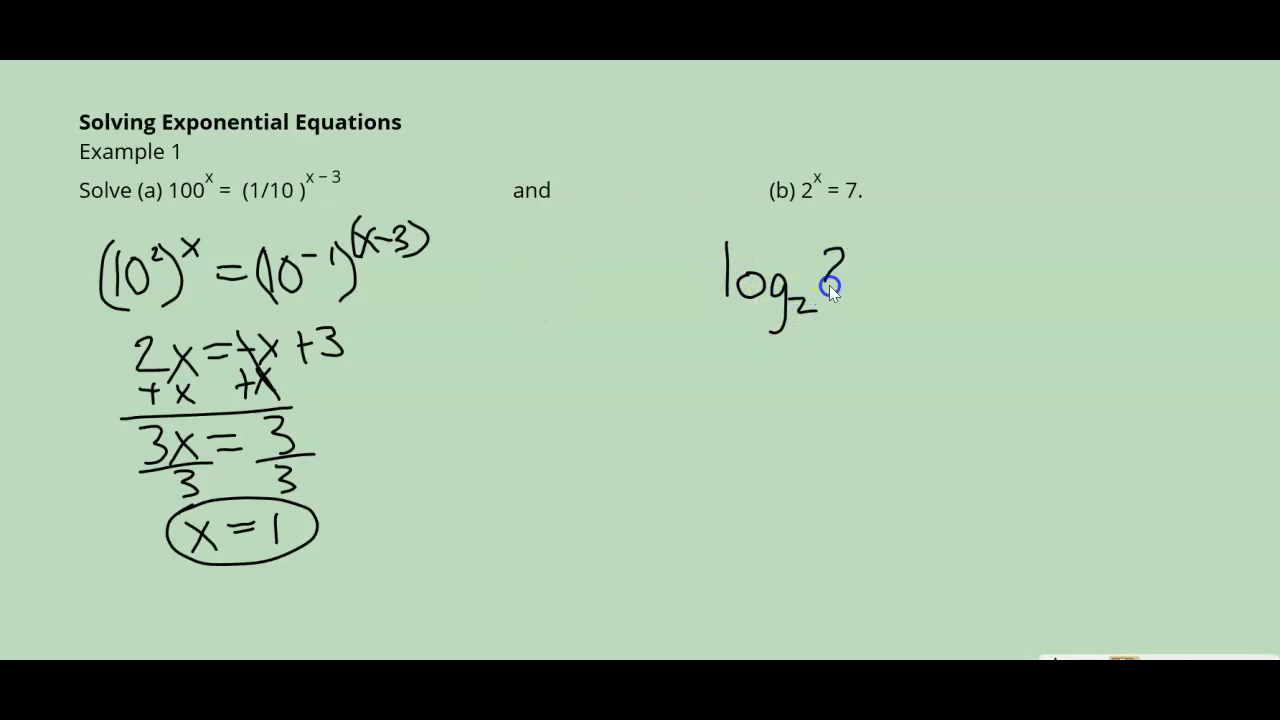 Solving Exponential Equations
Example 1
Solve (a) 100^x = (1/10 )^x − 3 and (b) 2^x = 7.
(10²)^x = (10⁻¹)^(x−3)
log₂
2x = -x + 3
+x +x
3x = 3
3 3
x = 1